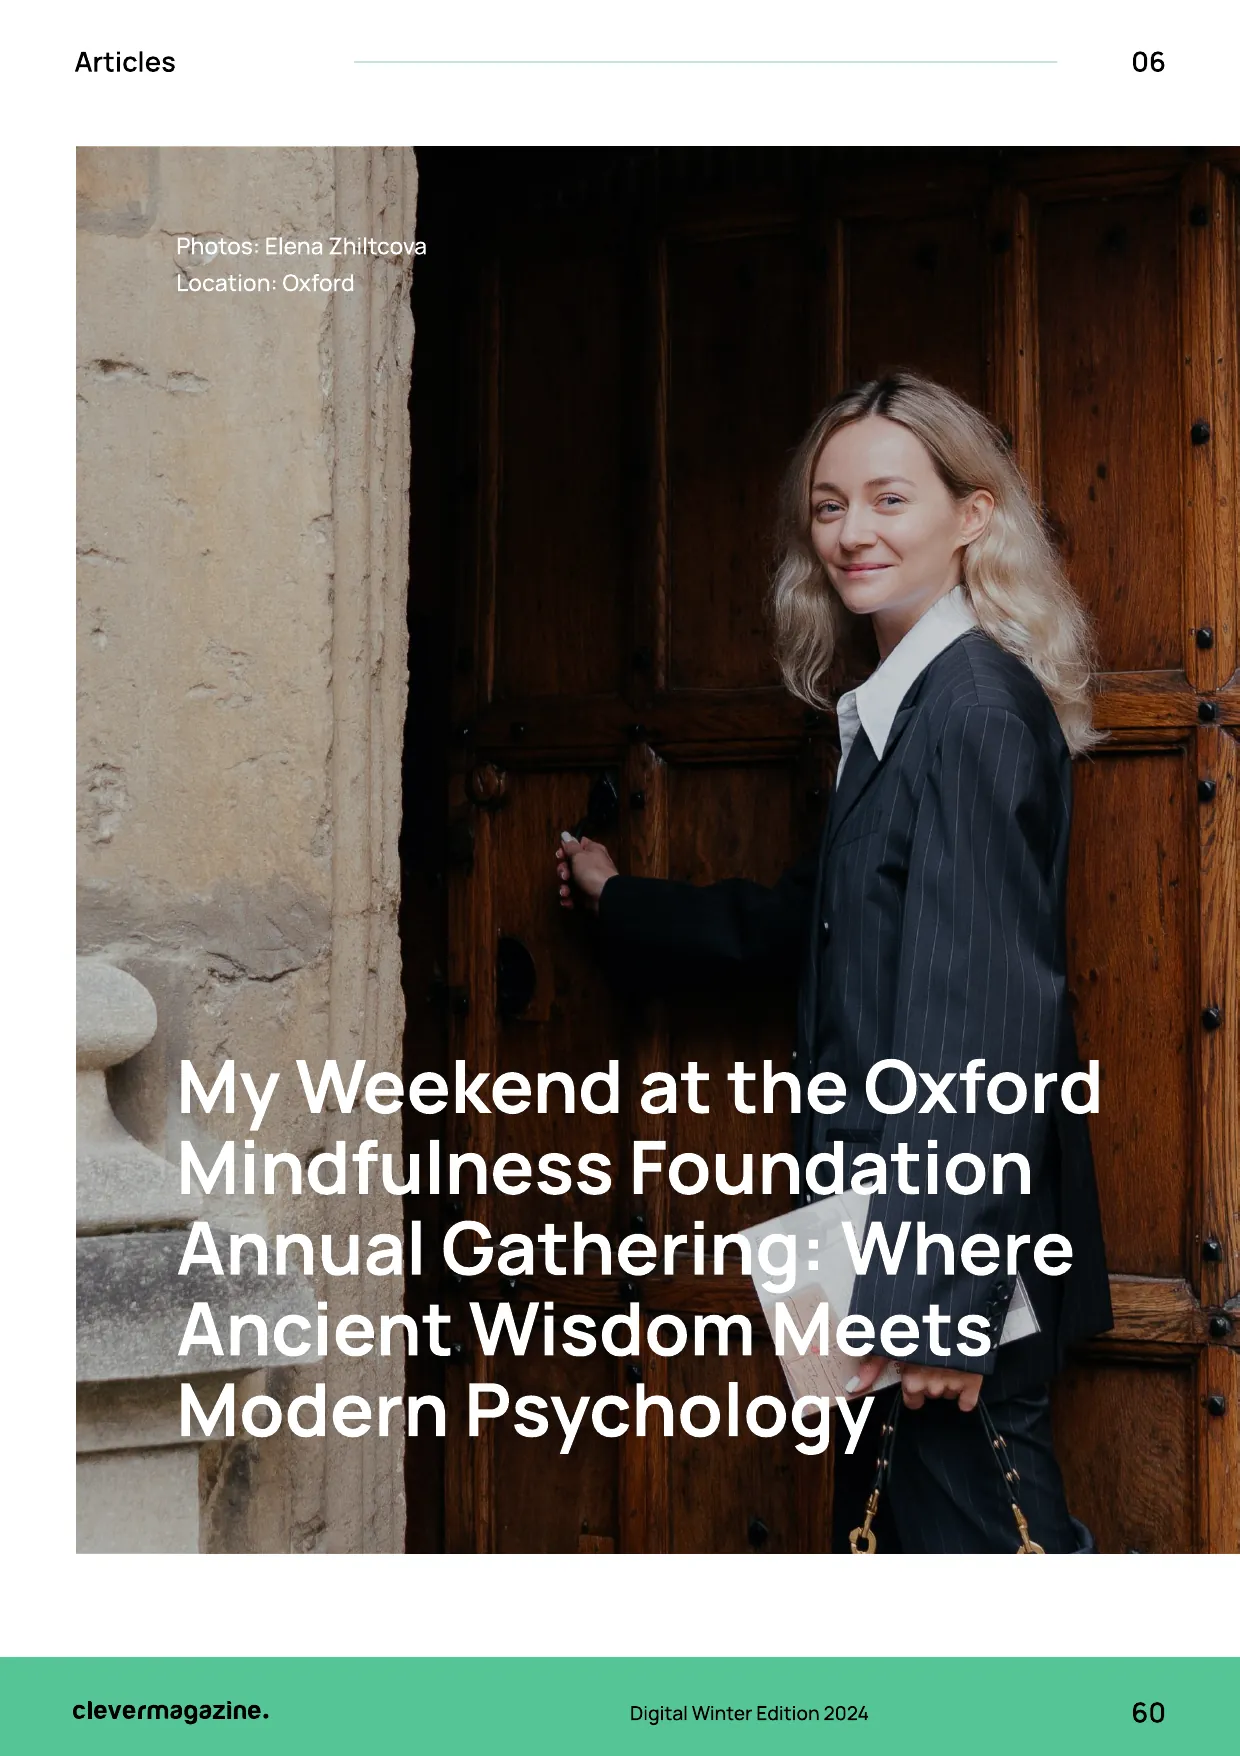 Articles
06
Photos: Elena Zhiltcova
Location: Oxford
My Weekend at the Oxford
Mindfulness Foundation
Annual Gathering: Where
Ancient Wisdom Meets
Modern Psychology
clevermagazine.
Digital Winter Edition 2024
60